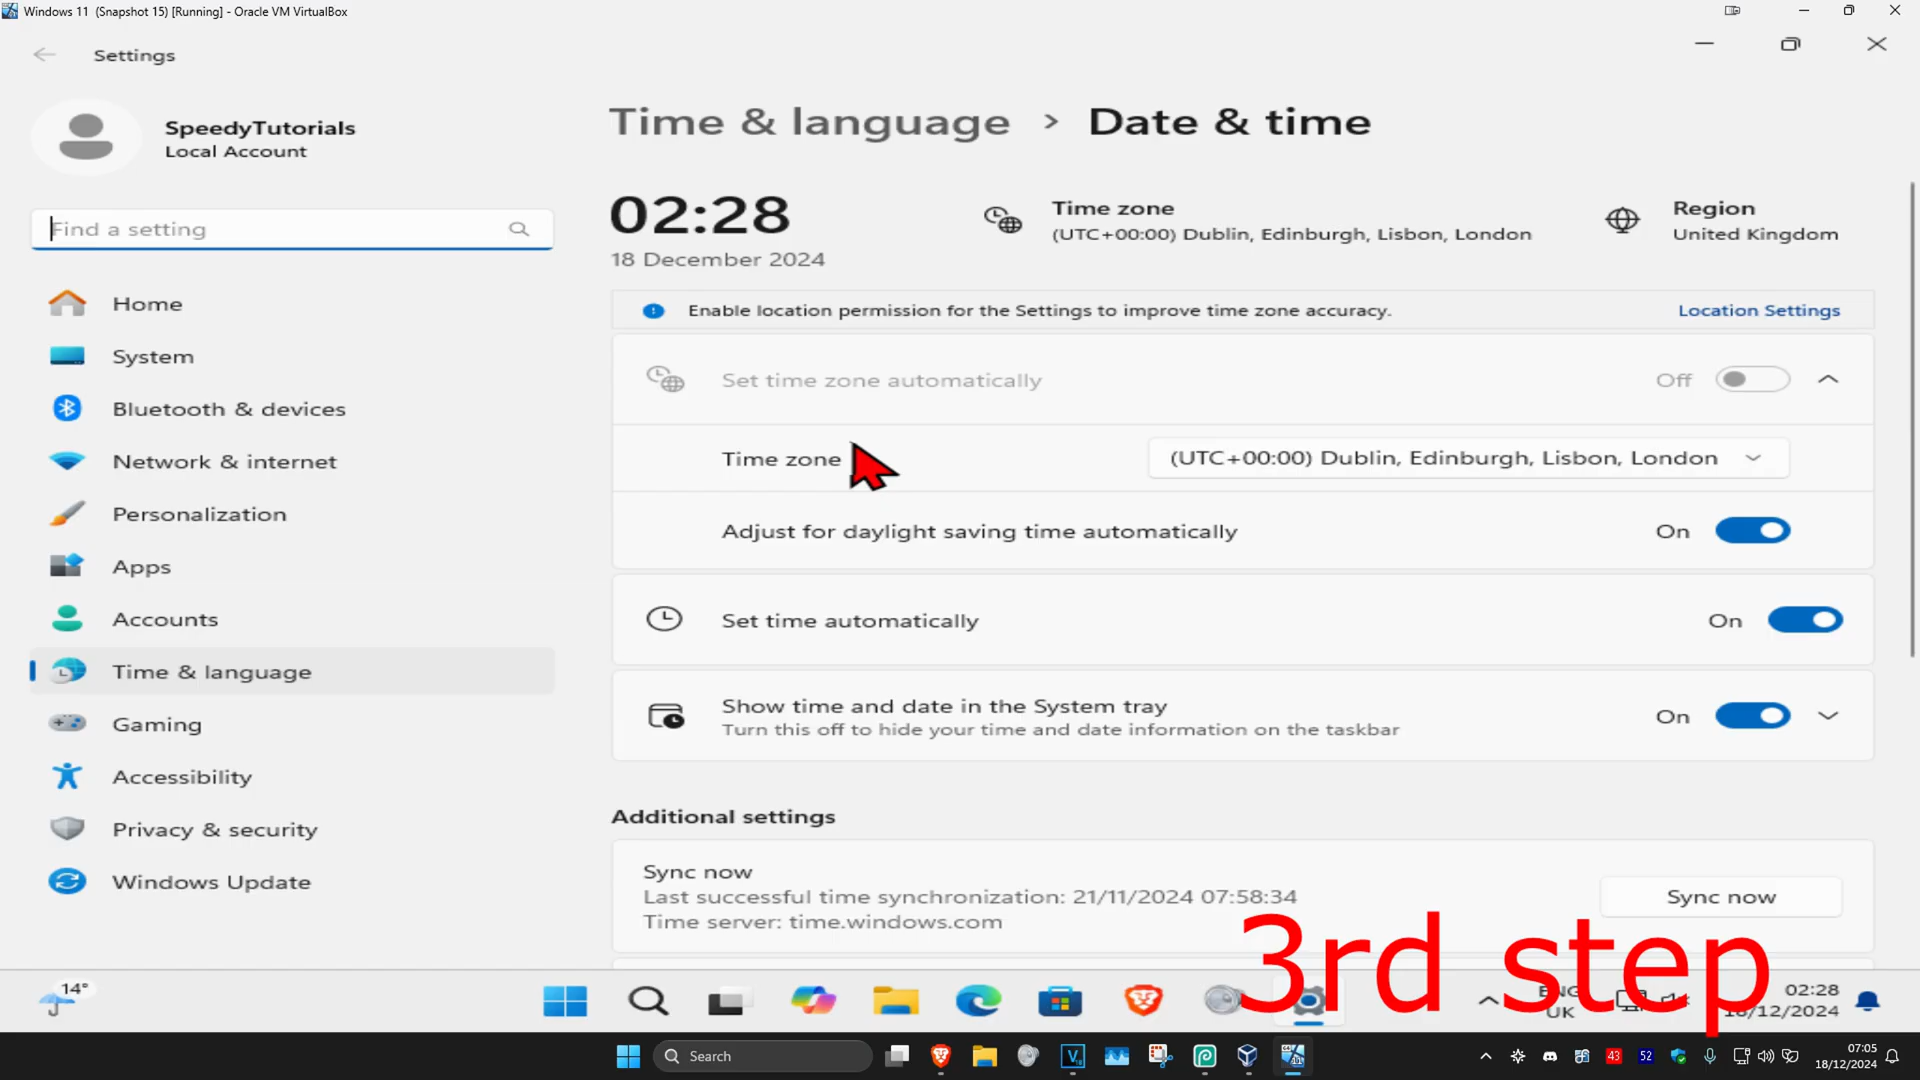 Windows 11 (Snapshot 15) [Running] - Oracle VM VirtualBox
Settings
SpeedyTutorials
Local Account
Find a setting
Home
System
Bluetooth & devices
Network & internet
Personalization
Apps
Accounts
Time & language
Gaming
Accessibility
Privacy & security
Windows Update
Time & language > Date & time
02:28
18 December 2024
Time zone
(UTC+00:00) Dublin, Edinburgh, Lisbon, London
Region
United Kingdom
Enable location permission for the Settings to improve time zone accuracy.
Location Settings
Set time zone automatically
Off
Time zone
(UTC+00:00) Dublin, Edinburgh, Lisbon, London
Adjust for daylight saving time automatically
On
Set time automatically
On
Show time and date in the System tray
Turn this off to hide your time and date information on the taskbar
On
Additional settings
Sync now
Last successful time synchronization: 21/11/2024 07:58:34
Time server: time.windows.com
Sync now
3rd step
14°
ENG
UK
02:28
18/12/2024
Search
43
52
07:05
18/12/2024